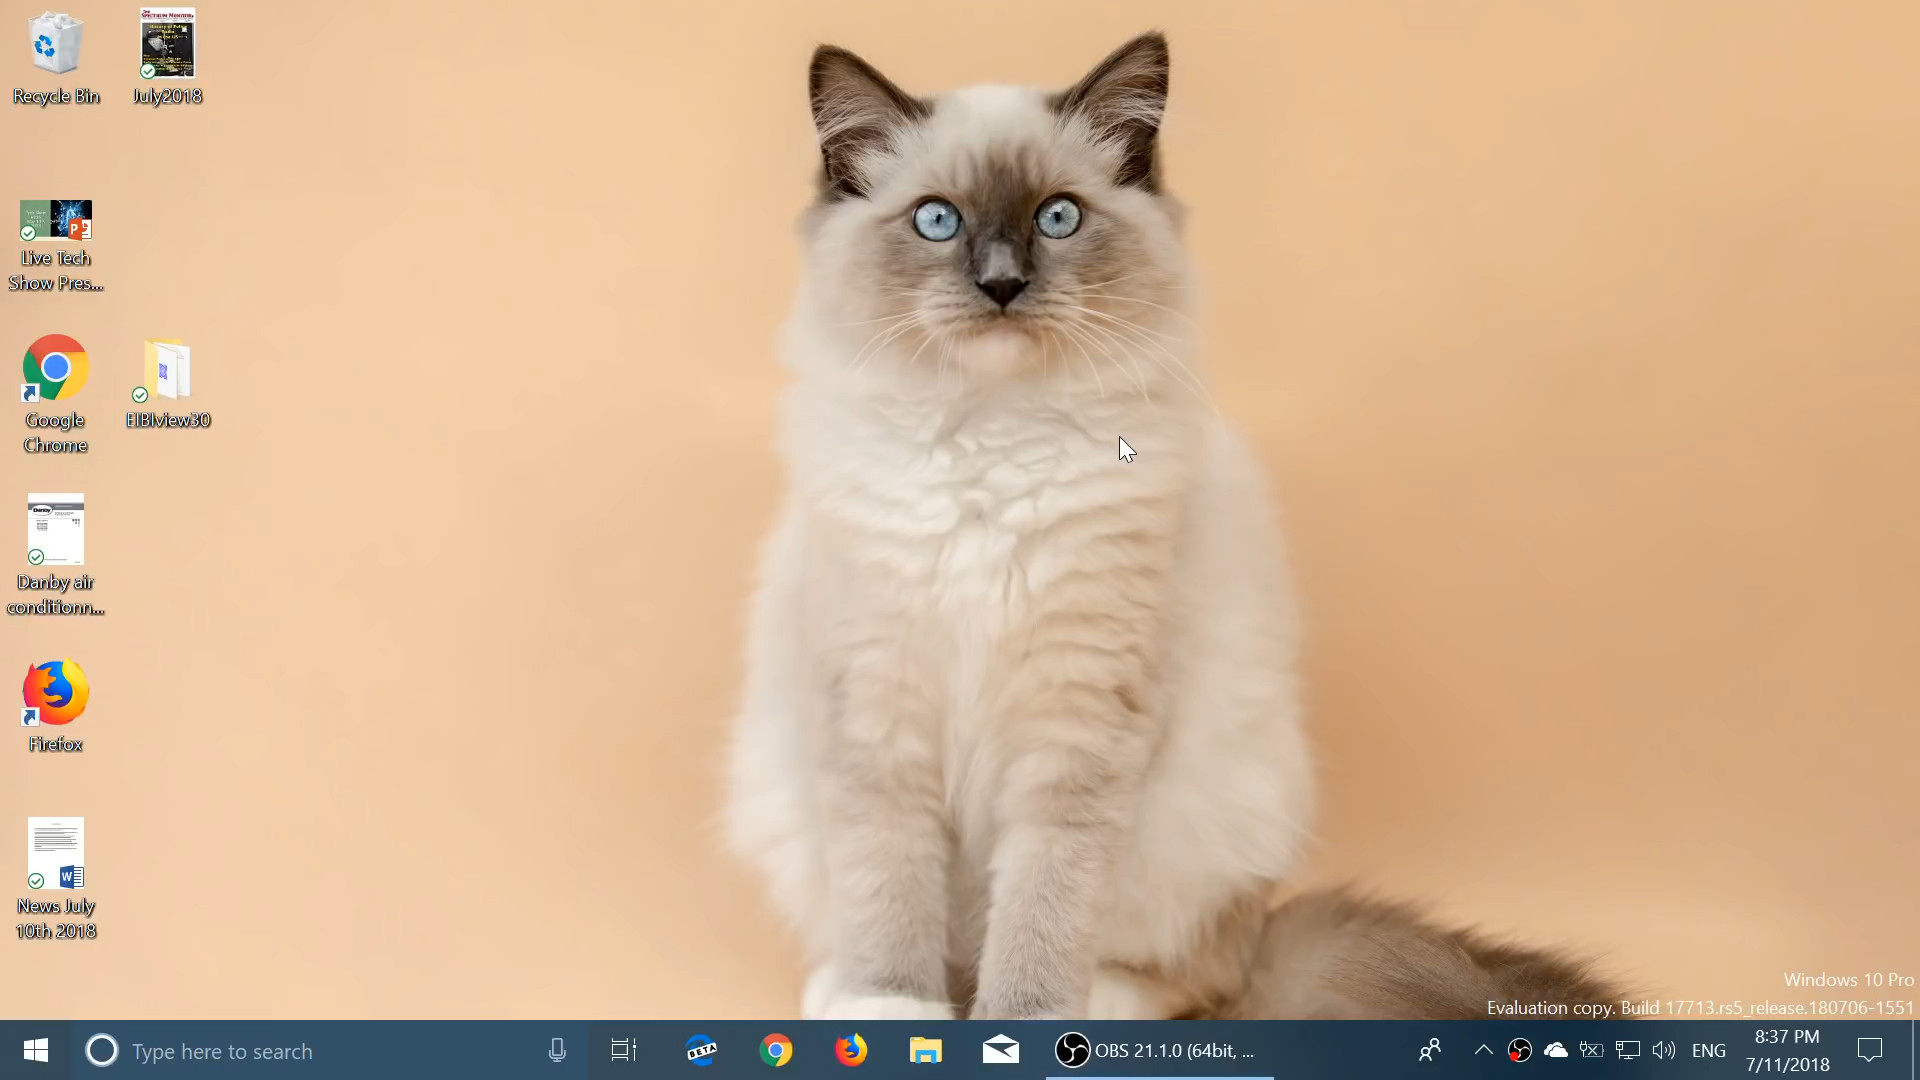 Recycle Bin
July2018
Live Tech
Show Pres...
Google
Chrome
ElBIview30
Danby air
conditionn...
Firefox
News July
10th 2018
Windows 10 Pro
Evaluation copy. Build 17713.rs5_release.180706-1551
Type here to search
BETA
OBS 21.1.0 (64bit, ...
ENG
8:37 PM
7/11/2018